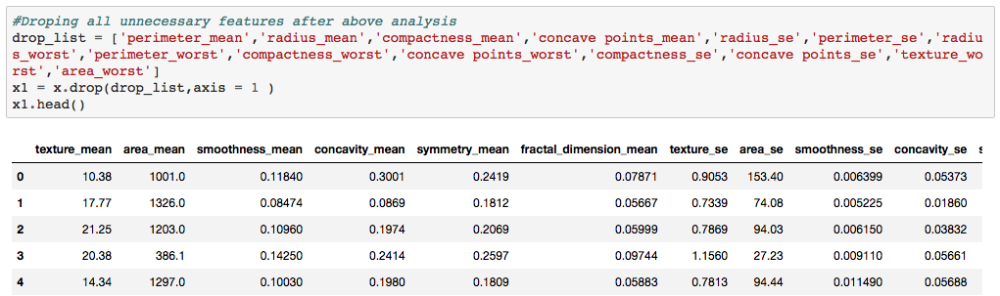 #Droping all unnecessary features after above analysis
drop_list = ['perimeter_mean','radius_mean','compactness_mean','concave points_mean','radius_se','perimeter_se','radiu
s_worst','perimeter_worst','compactness_worst','concave points_worst','compactness_se','concave points_se','texture_wo
rst','area_worst']
x1 = x.drop(drop_list,axis = 1 )
x1.head()
texture_mean area_mean smoothness_mean concavity_mean symmetry_mean fractal_dimension_mean texture_se area_se smoothness_se concavity_se s
0 10.38 1001.0 0.11840 0.3001 0.2419 0.07871 0.9053 153.40 0.006399 0.05373
1 17.77 1326.0 0.08474 0.0869 0.1812 0.05667 0.7339 74.08 0.005225 0.01860
2 21.25 1203.0 0.10960 0.1974 0.2069 0.05999 0.7869 94.03 0.006150 0.03832
3 20.38 386.1 0.14250 0.2414 0.2597 0.09744 1.1560 27.23 0.009110 0.05661
4 14.34 1297.0 0.10030 0.1980 0.1809 0.05883 0.7813 94.44 0.011490 0.05688